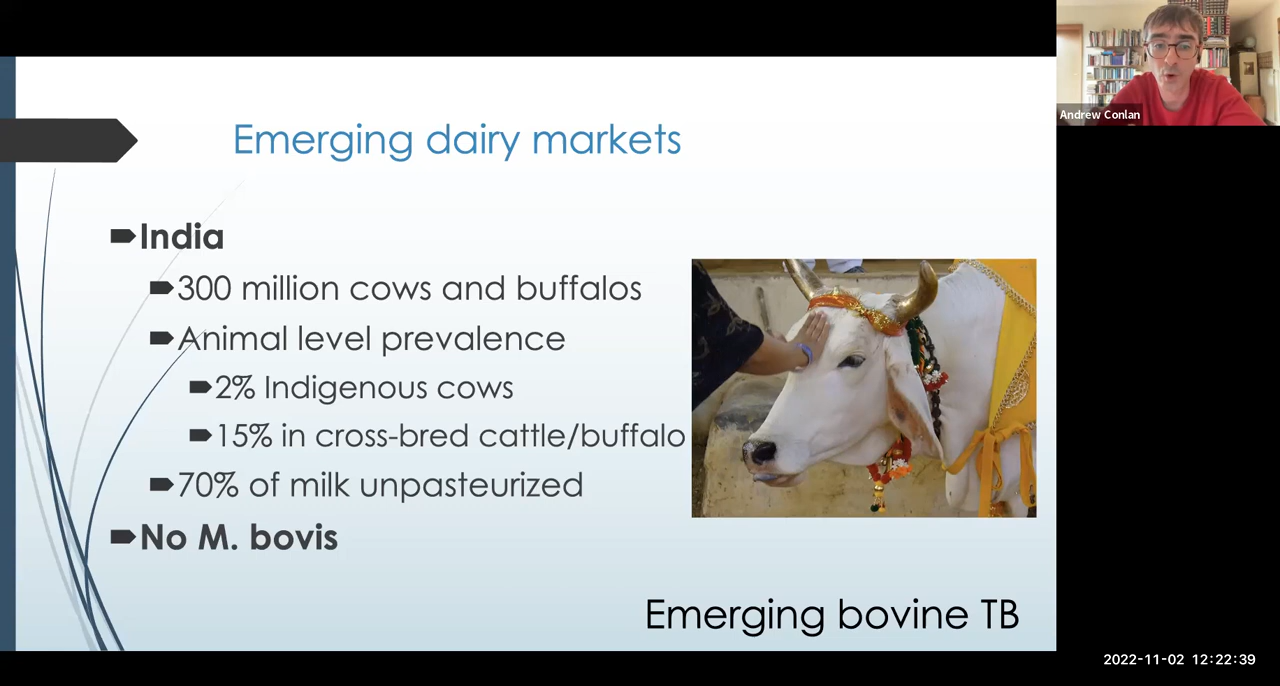 Emerging dairy markets
India
300 million cows and buffalos
Animal level prevalence
2% Indigenous cows
15% in cross-bred cattle/buffalo
70% of milk unpasteurized
No M. bovis
Emerging bovine TB
Andrew Conlan
2022-11-02 12:22:39